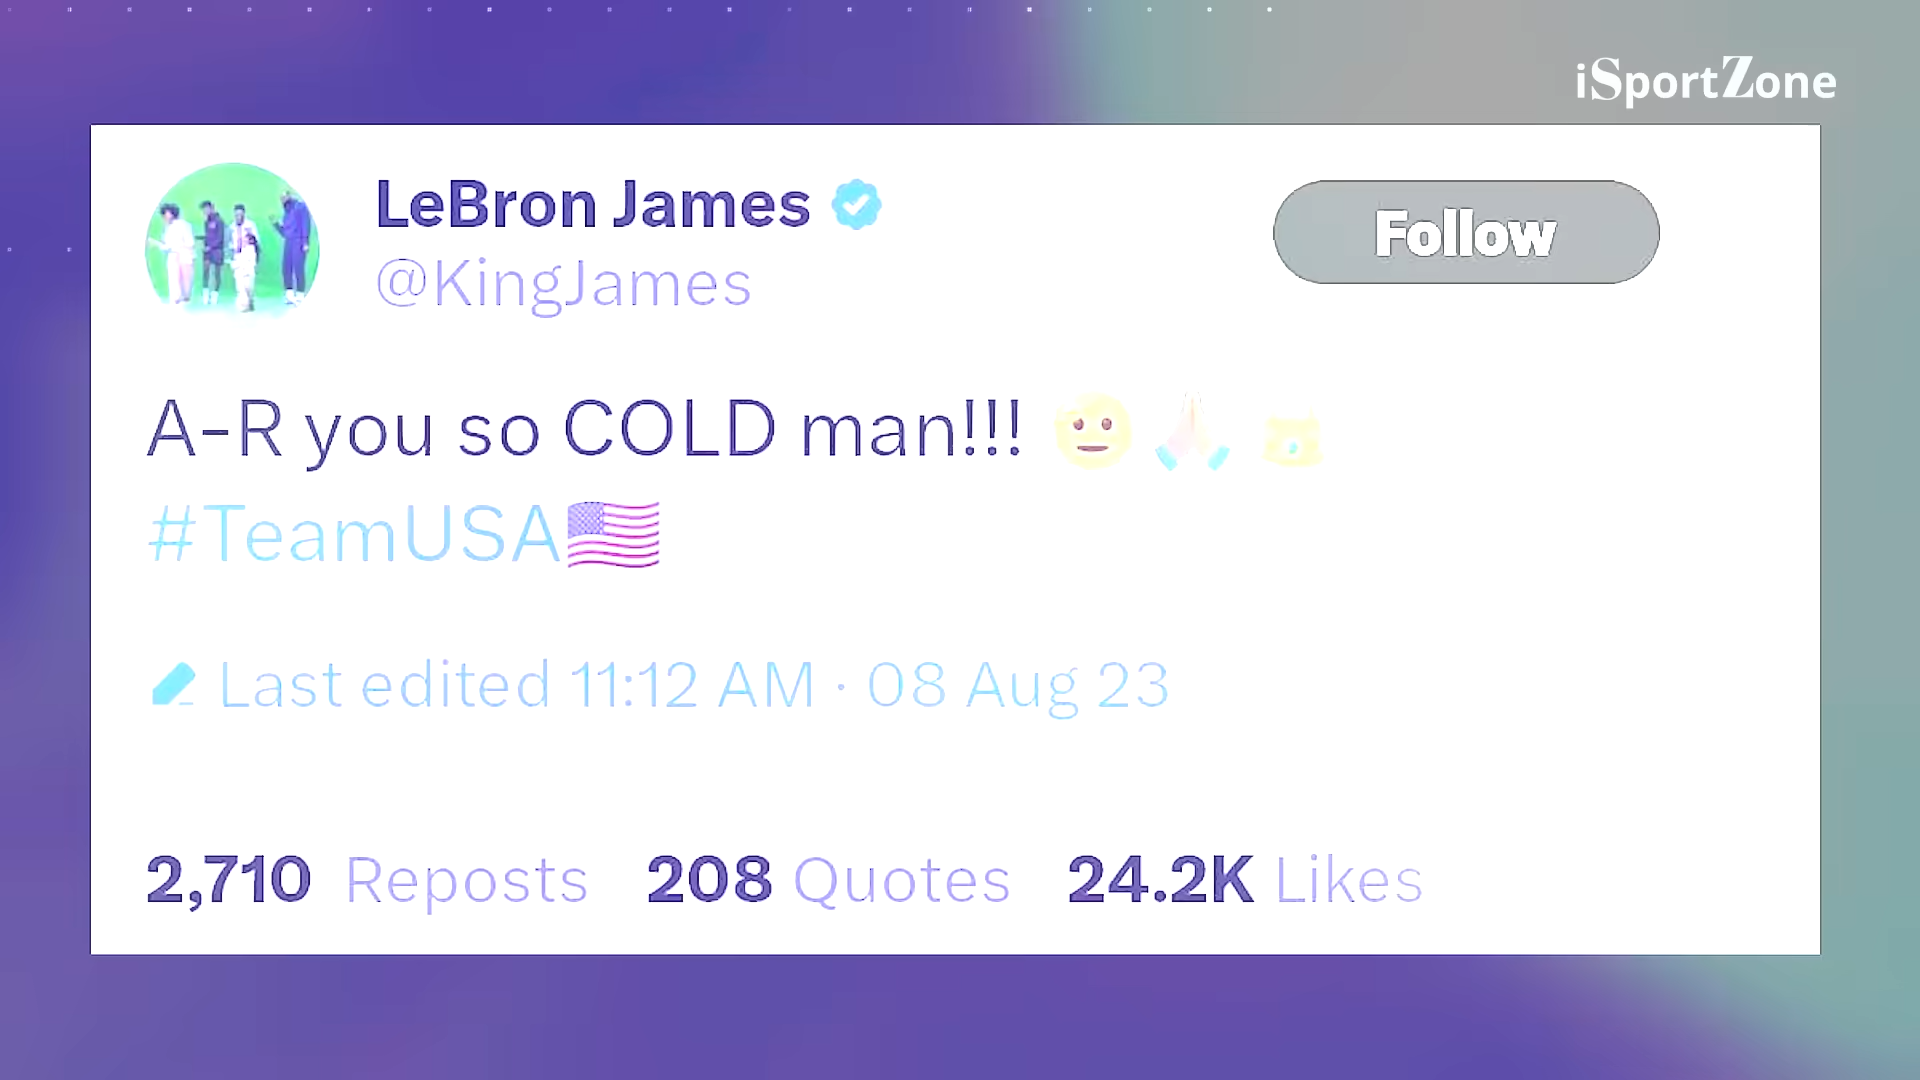 iSportZone
LeBron James
@KingJames
Follow
A-R you so COLD man!!! 🫡🙏🏾👑
#TeamUSA🇺🇸
Last edited 11:12 AM · 08 Aug 23
2,710 Reposts 208 Quotes 24.2K Likes